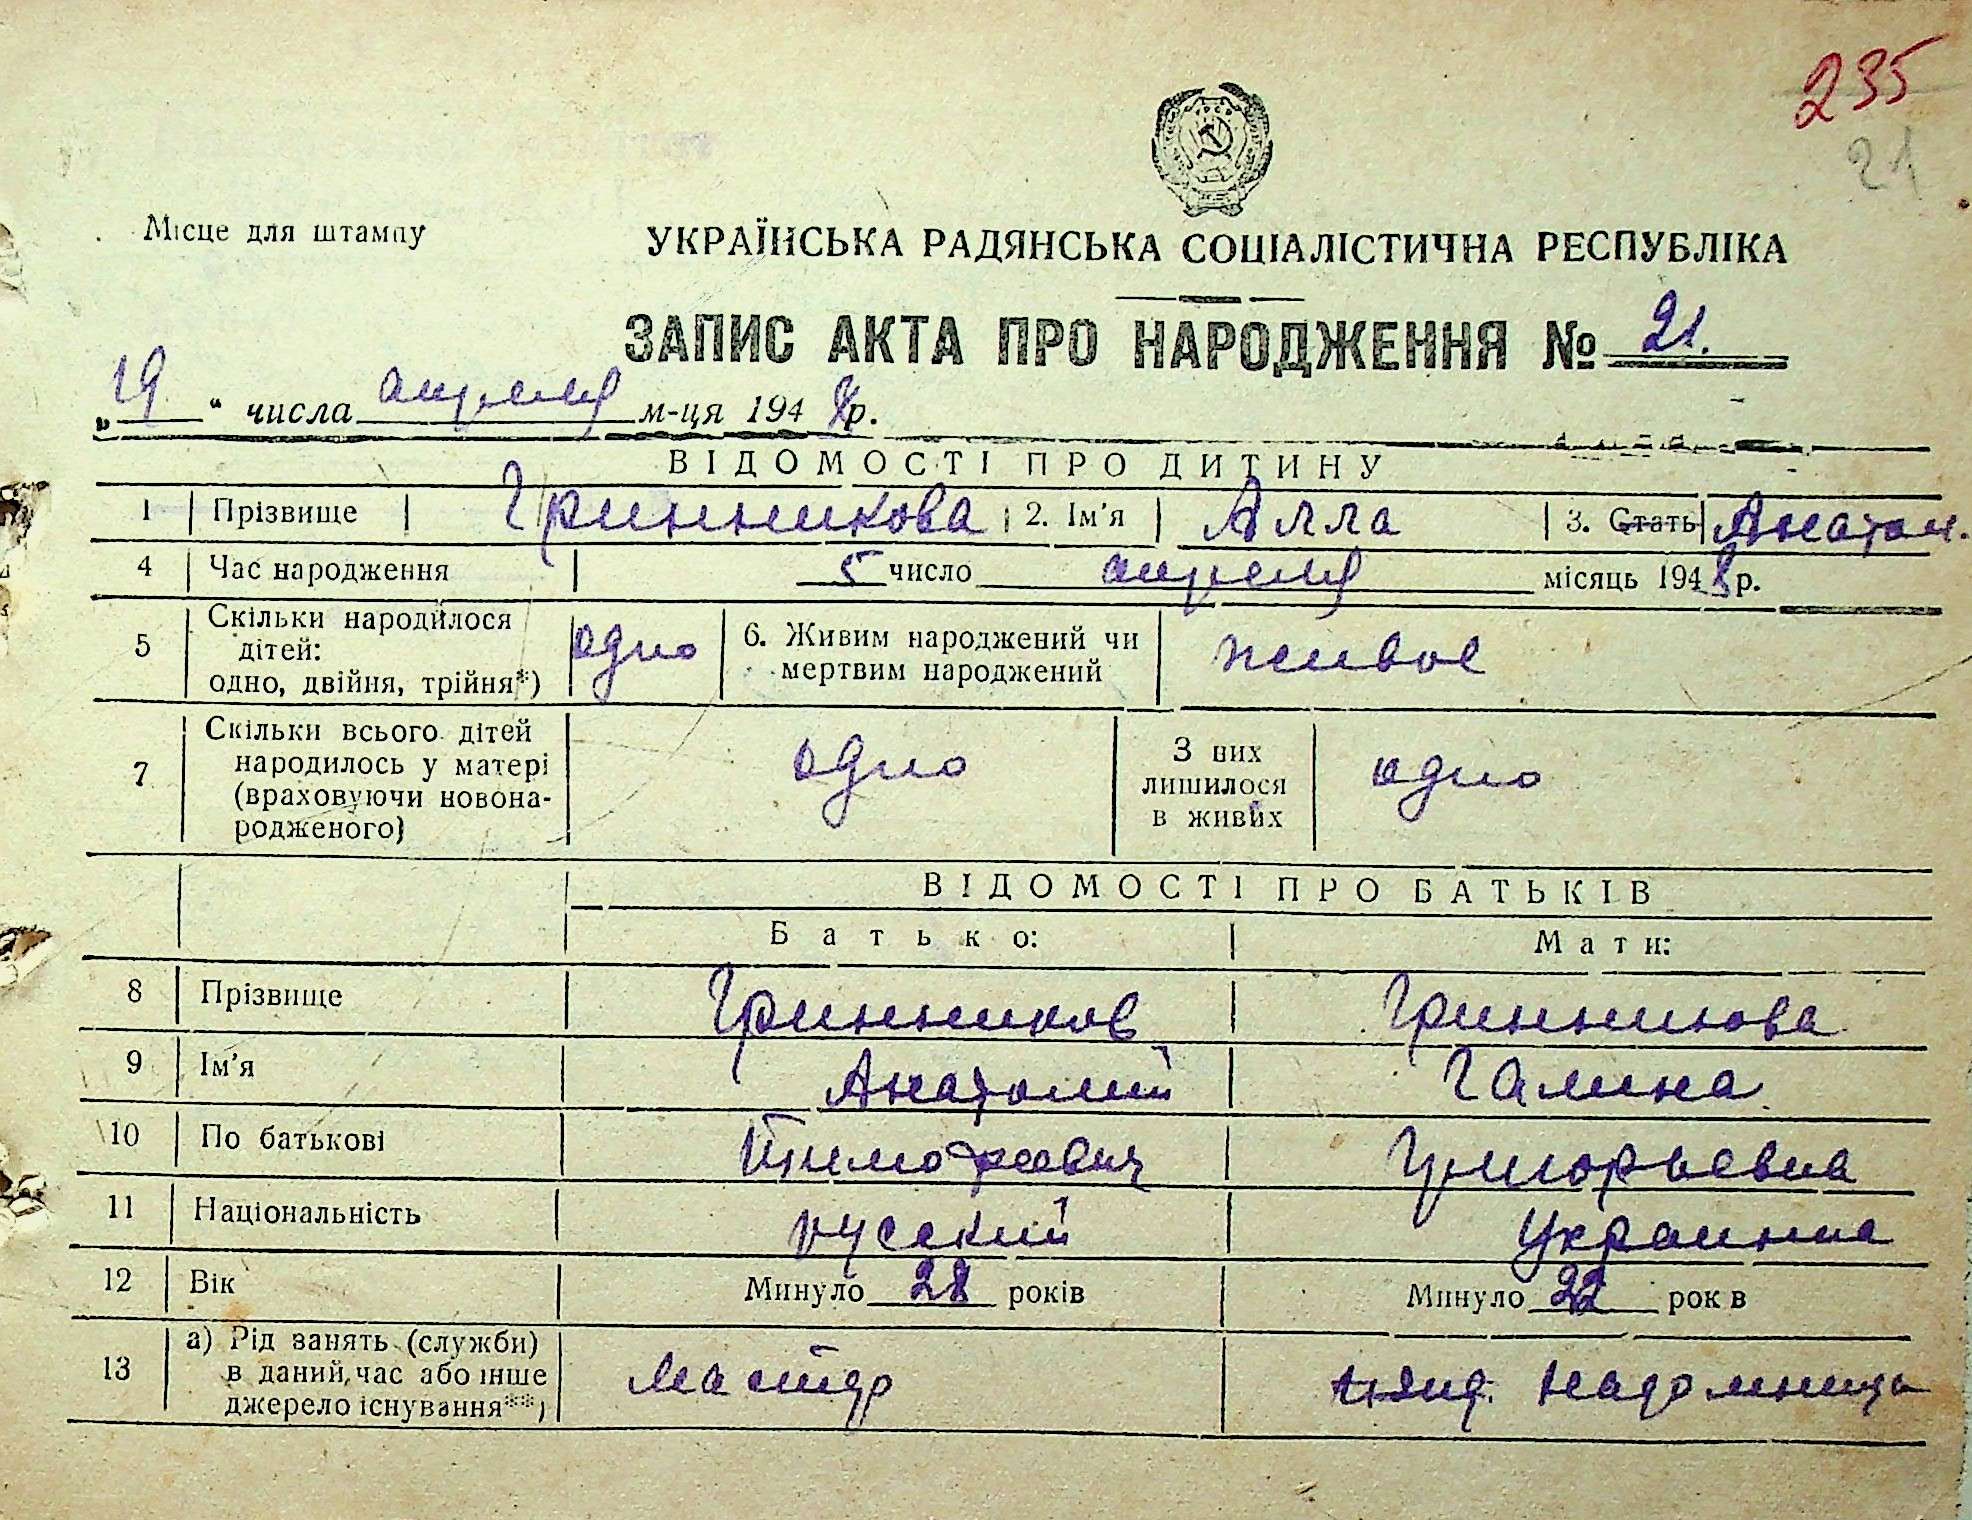 235
21
Місце для штампу
УКРАЇНСЬКА РАДЯНСЬКА СОЦІАЛІСТИЧНА РЕСПУБЛІКА
ЗАПИС АКТА ПРО НАРОДЖЕННЯ № 21.
„19“ числа апреля м-ця 1948р.
ВІДОМОСТІ ПРО ДИТИНУ
1 Прізвище Гринникова 2. Ім'я Алла 3. Стать Анатол.
4 Час народження 5 число апреля місяць 1948р.
5 Скільки народилося дітей: одно, двійня, трійня*) одно 6. Живим народжений чи мертвим народжений живое
7 Скільки всього дітей народилось у матері (враховуючи новонародженого) одно З них лишилося в живих одно
ВІДОМОСТІ ПРО БАТЬКІВ
Батько: Мати:
8 Прізвище Гринников Гринникова
9 Ім'я Анатолий Галина
10 По батькові Тимофеевич Григорьевна
11 Національність русский Украинка
12 Вік Минуло 28 років Минуло 22 рок в
13 а) Рід занять (служби) в даний час або інше джерело існування**) мастер надомница